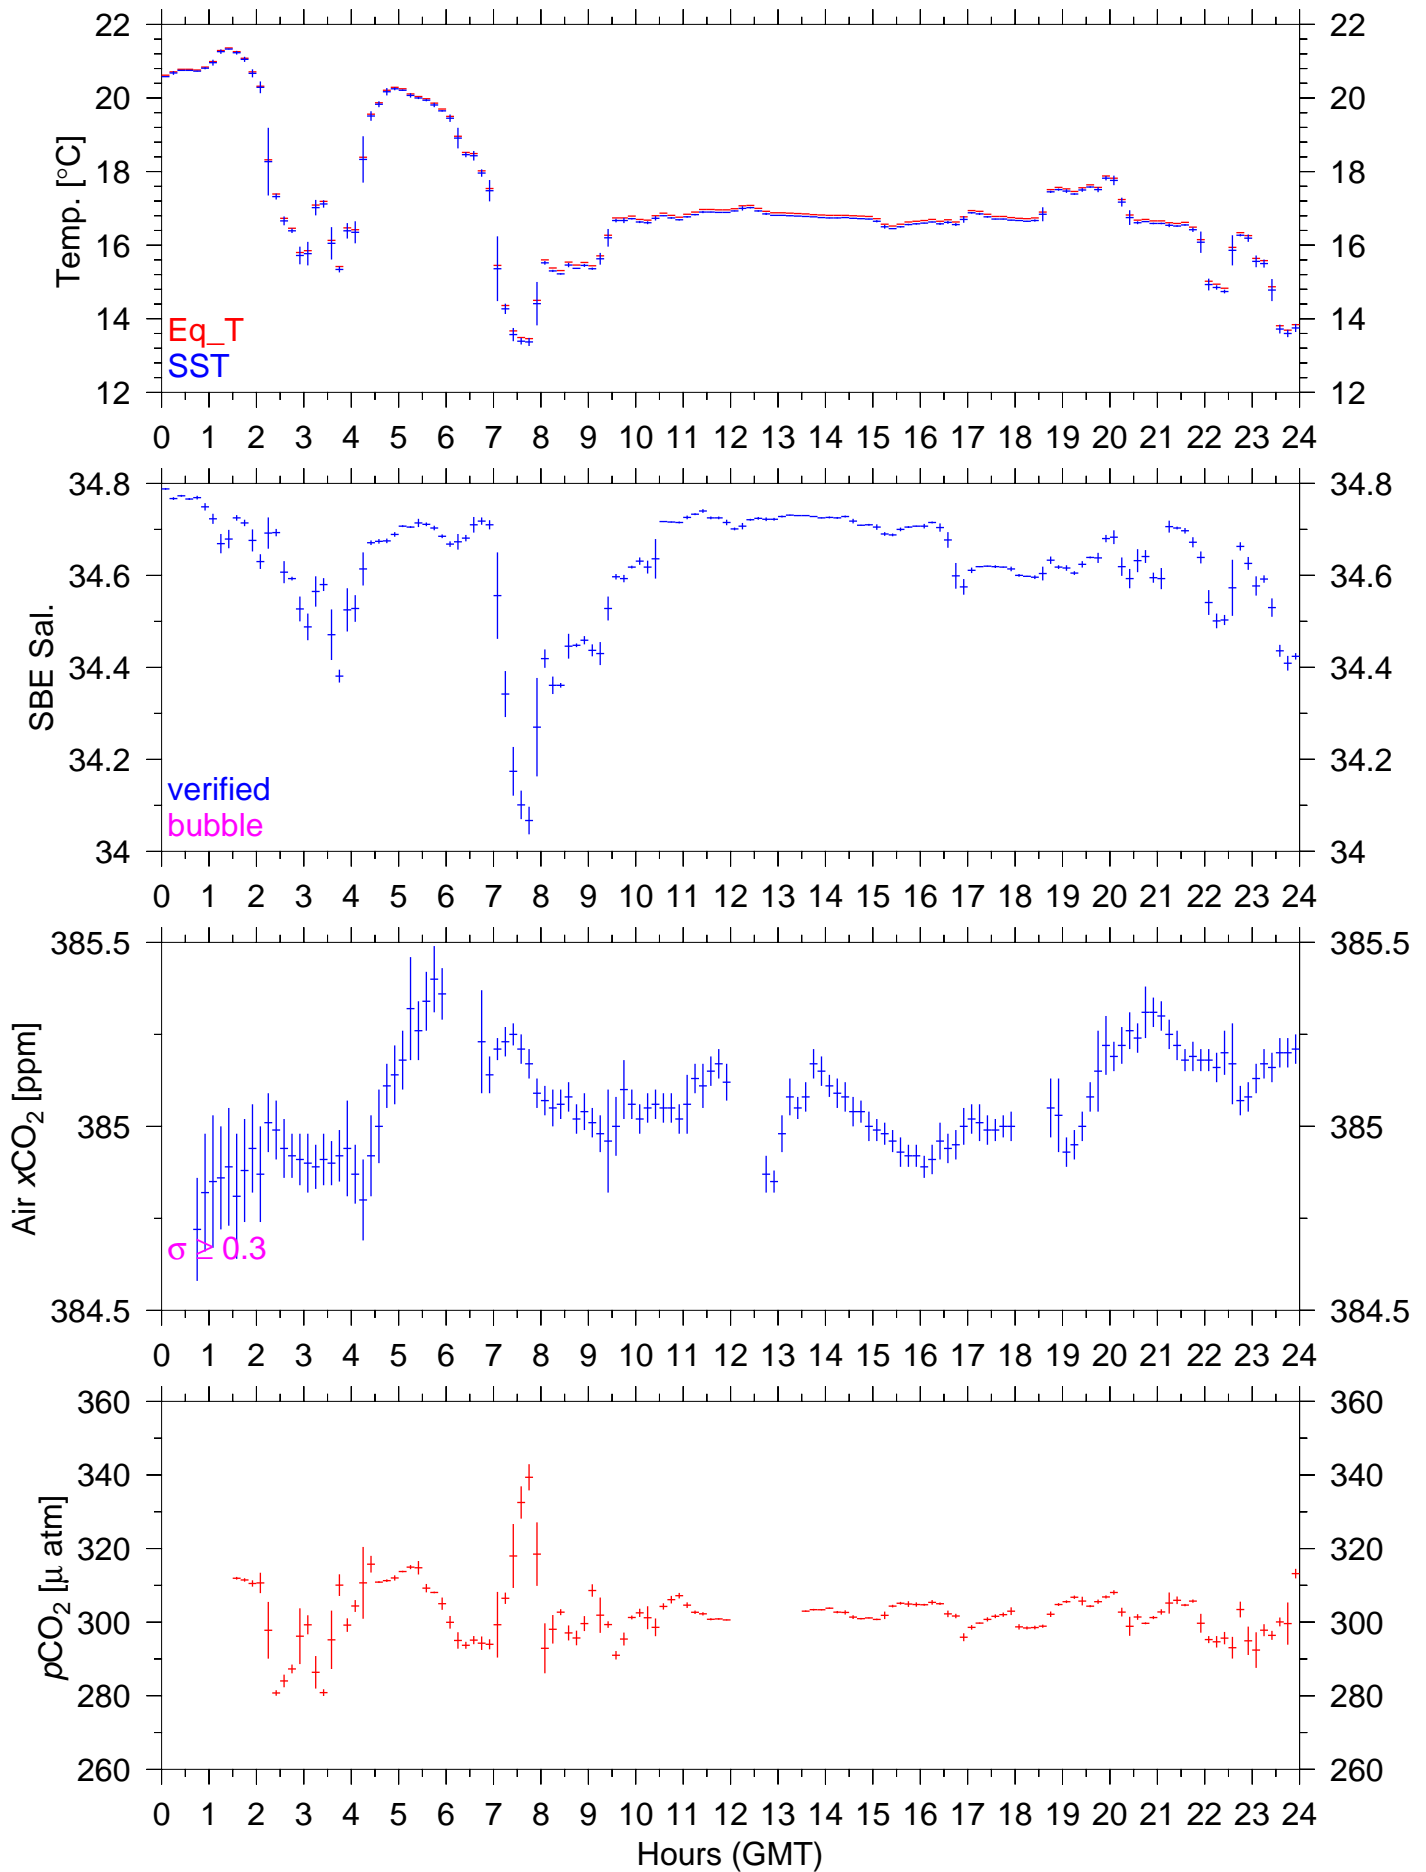 22 22
20 20
18 18
16 16
14 14
12 12
Temp. [°C]
Eq_T
SST
0 1 2 3 4 5 6 7 8 9 10 11 12 13 14 15 16 17 18 19 20 21 22 23 24
34.8 34.8
34.6 34.6
34.4 34.4
34.2 34.2
34 34
SBE Sal.
verified
bubble
0 1 2 3 4 5 6 7 8 9 10 11 12 13 14 15 16 17 18 19 20 21 22 23 24
385.5 385.5
385 385
384.5 384.5
Air xCO₂ [ppm]
σ ≥ 0.3
0 1 2 3 4 5 6 7 8 9 10 11 12 13 14 15 16 17 18 19 20 21 22 23 24
360 360
340 340
320 320
300 300
280 280
260 260
pCO₂ [μ atm]
0 1 2 3 4 5 6 7 8 9 10 11 12 13 14 15 16 17 18 19 20 21 22 23 24
Hours (GMT)